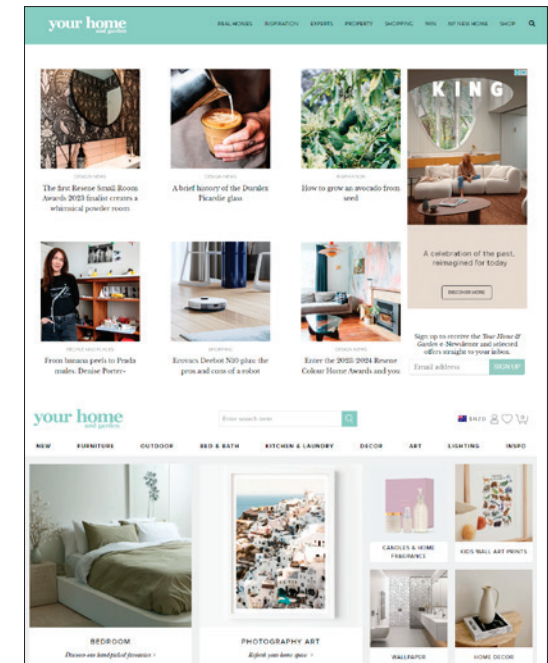 your home
and garden
REAL HOMES INSPIRATION EXPERTS PROPERTY SHOPPING WIN MY NEW HOME SHOP
KING
DESIGN NEWS
The first Resene Small Room
Awards 2023 finalist creates a
whimsical powder room
DESIGN NEWS
A brief history of the Duralex
Picardie glass
INSPIRATION
How to grow an avocado from
seed
A celebration of the past,
reimagined for today
DISCOVER MORE
From banana peels to Prada
mules, Denise Porter-
SHOPPING
Ecovacs Deebot N10 plus: the
pros and cons of a robot
DESIGN NEWS
Enter the 2023/2024 Resene
Colour Home Awards and you
Sign up to receive the Your Home &
Garden e-Newsletter and selected
offers straight to your inbox.
Email address SIGN UP
your home
and garden
Enter search term
$NZD
NEW FURNITURE OUTDOOR BED & BATH KITCHEN & LAUNDRY DECOR ART LIGHTING INSPO
CANDLES & HOME
FRAGRANCE
KIDS WALL ART PRINTS
BEDROOM
Discover our handpicked favourites >
PHOTOGRAPHY ART
Refresh your home space >
WALLPAPER
HOME DECOR